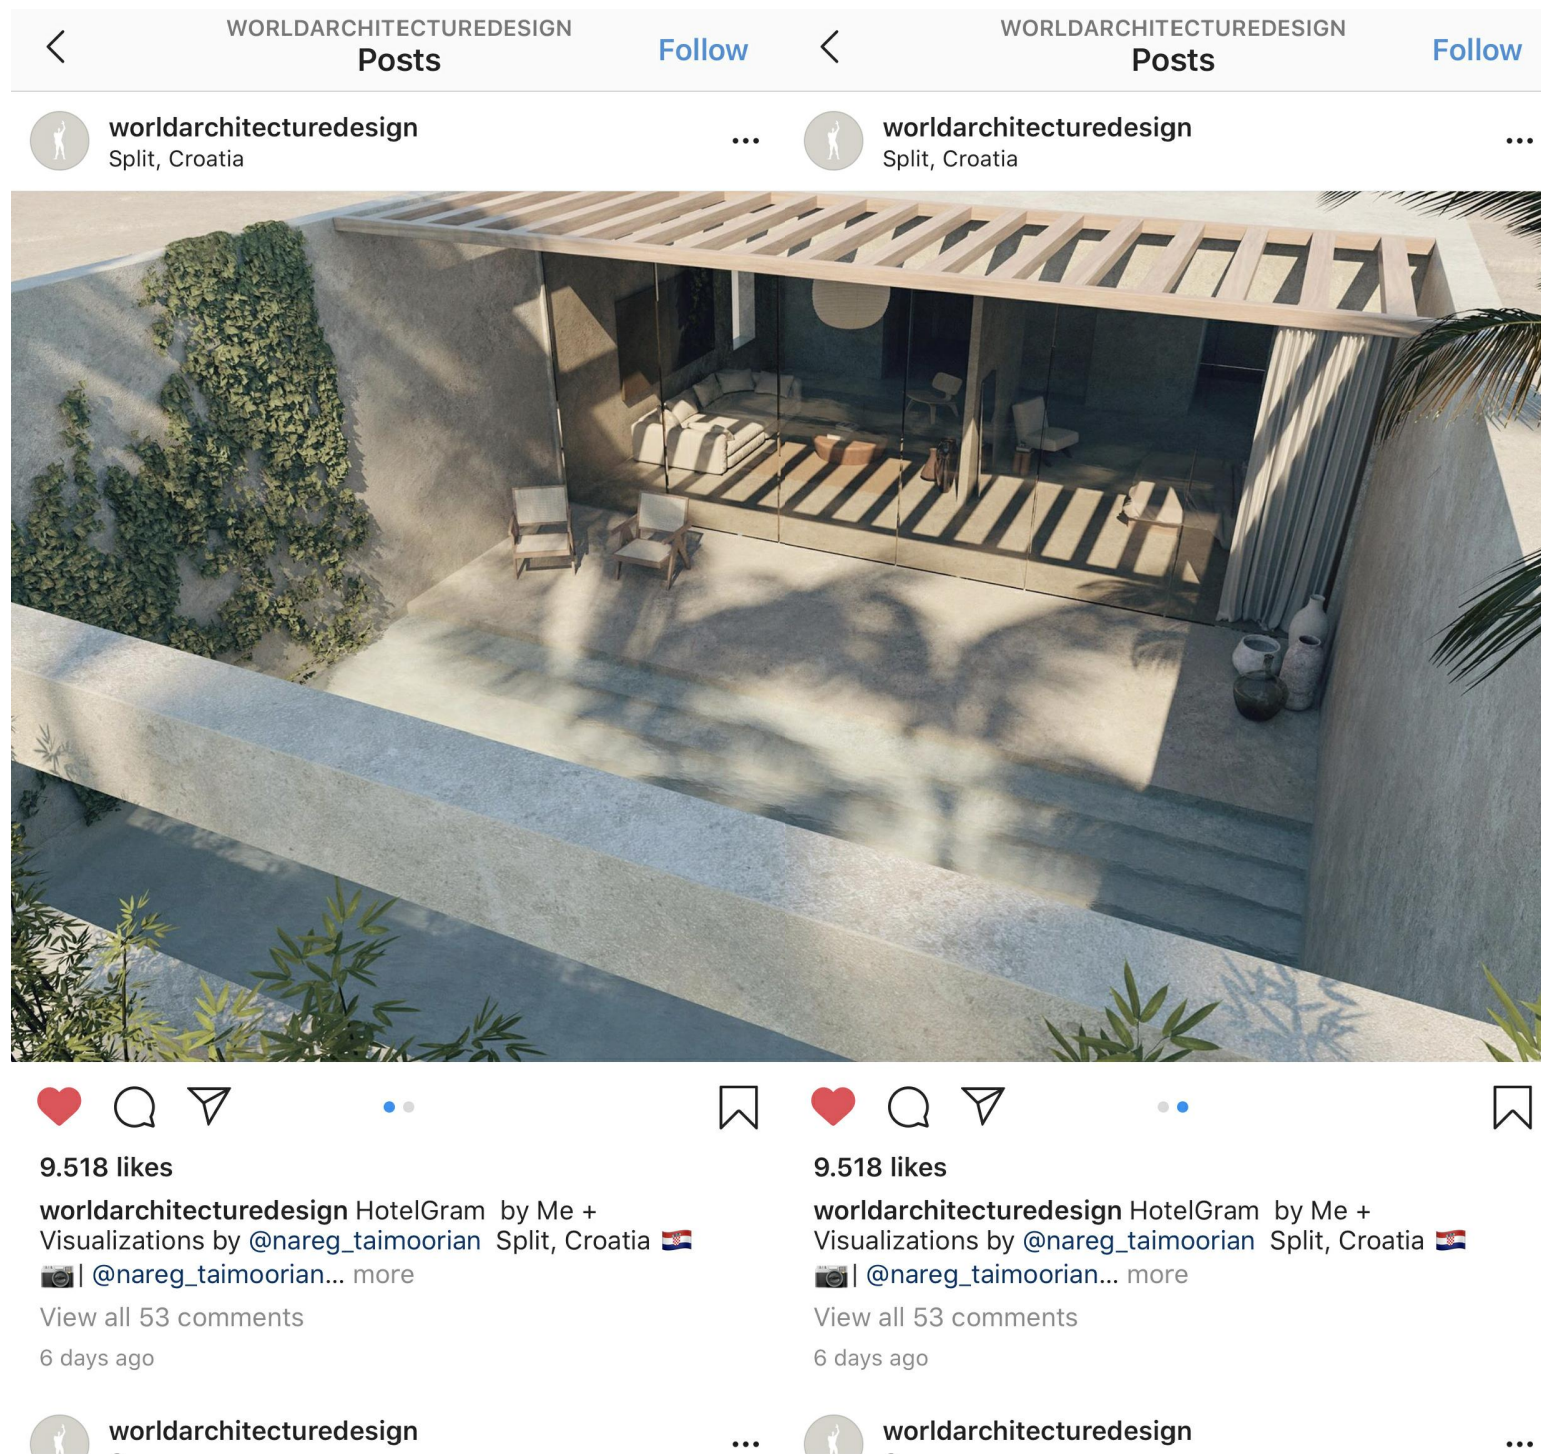 WORLDARCHITECTUREDESIGN
Posts
Follow
worldarchitecturedesign
Split, Croatia
9.518 likes
worldarchitecturedesign HotelGram by Me +
Visualizations by @nareg_taimoorian Split, Croatia 🇭🇷
📷| @nareg_taimoorian... more
View all 53 comments
6 days ago
worldarchitecturedesign
WORLDARCHITECTUREDESIGN
Posts
Follow
worldarchitecturedesign
Split, Croatia
9.518 likes
worldarchitecturedesign HotelGram by Me +
Visualizations by @nareg_taimoorian Split, Croatia 🇭🇷
📷| @nareg_taimoorian... more
View all 53 comments
6 days ago
worldarchitecturedesign